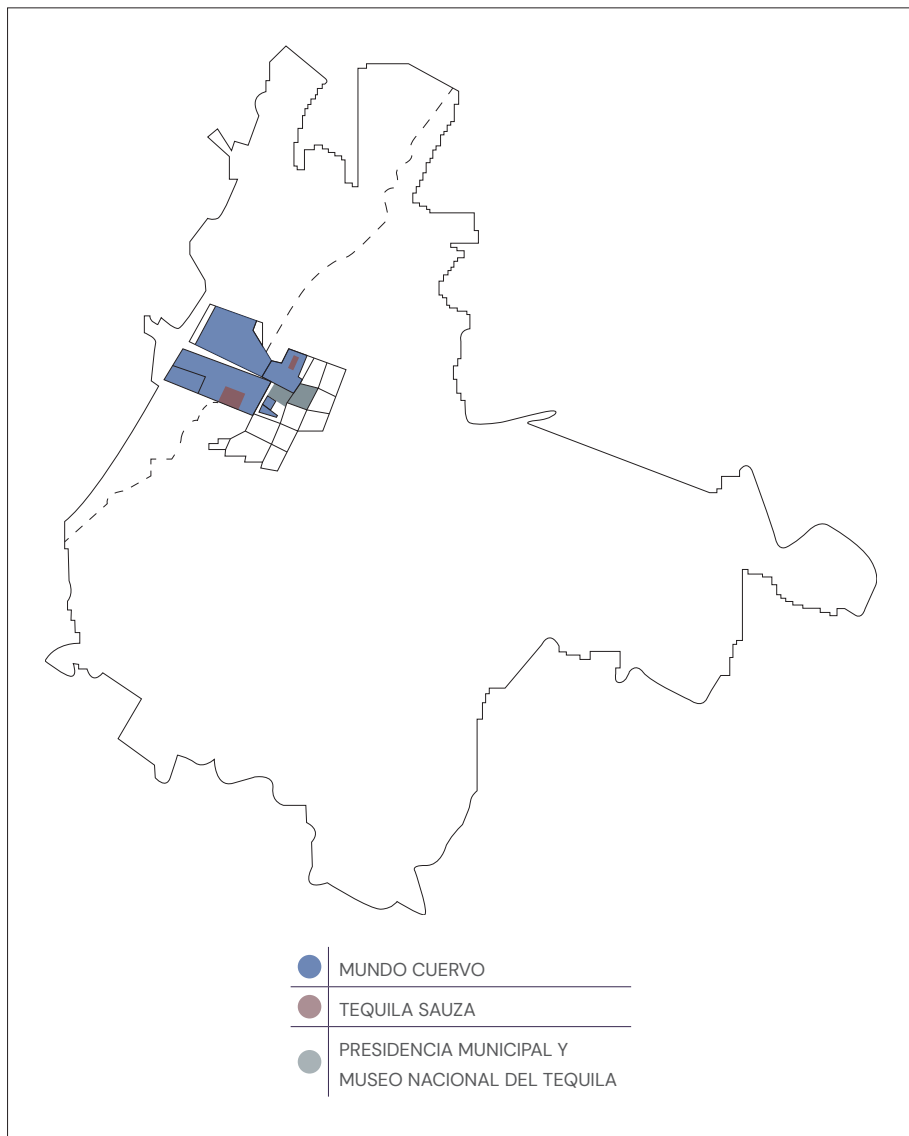 MUNDO CUERVO
TEQUILA SAUZA
PRESIDENCIA MUNICIPAL Y
MUSEO NACIONAL DEL TEQUILA